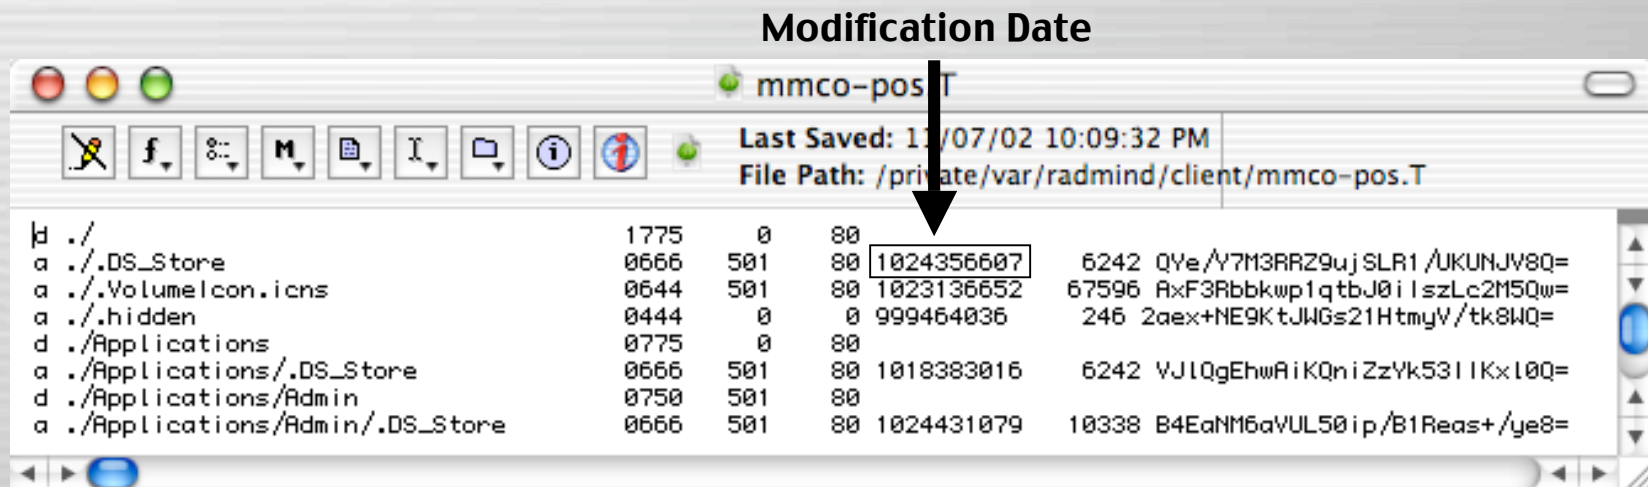 Modification Date
mmco-pos.T
Last Saved: 11/07/02 10:09:32 PM
File Path: /private/var/radmind/client/mmco-pos.T
d ./ 1775 0 80
a ./.DS_Store 0666 501 80 1024356607 6242 QYe/Y7M3RRZ9ujSLR1/UKUNJV8Q=
a ./.VolumeIcon.icns 0644 501 80 1023136652 67596 AxF3Rbbkwp1qtbJ0ilszLc2M5Qw=
a ./.hidden 0444 0 0 999464036 246 2aex+NE9KtJWGs21HtmyV/tk8WQ=
d ./Applications 0775 0 80
a ./Applications/.DS_Store 0666 501 80 1018383016 6242 VJlQgEhwAiKQniZzYk53IIKxl0Q=
d ./Applications/Admin 0750 501 80
a ./Applications/Admin/.DS_Store 0666 501 80 1024431079 10338 B4EaNM6aVUL50ip/B1Reas+/ye8=